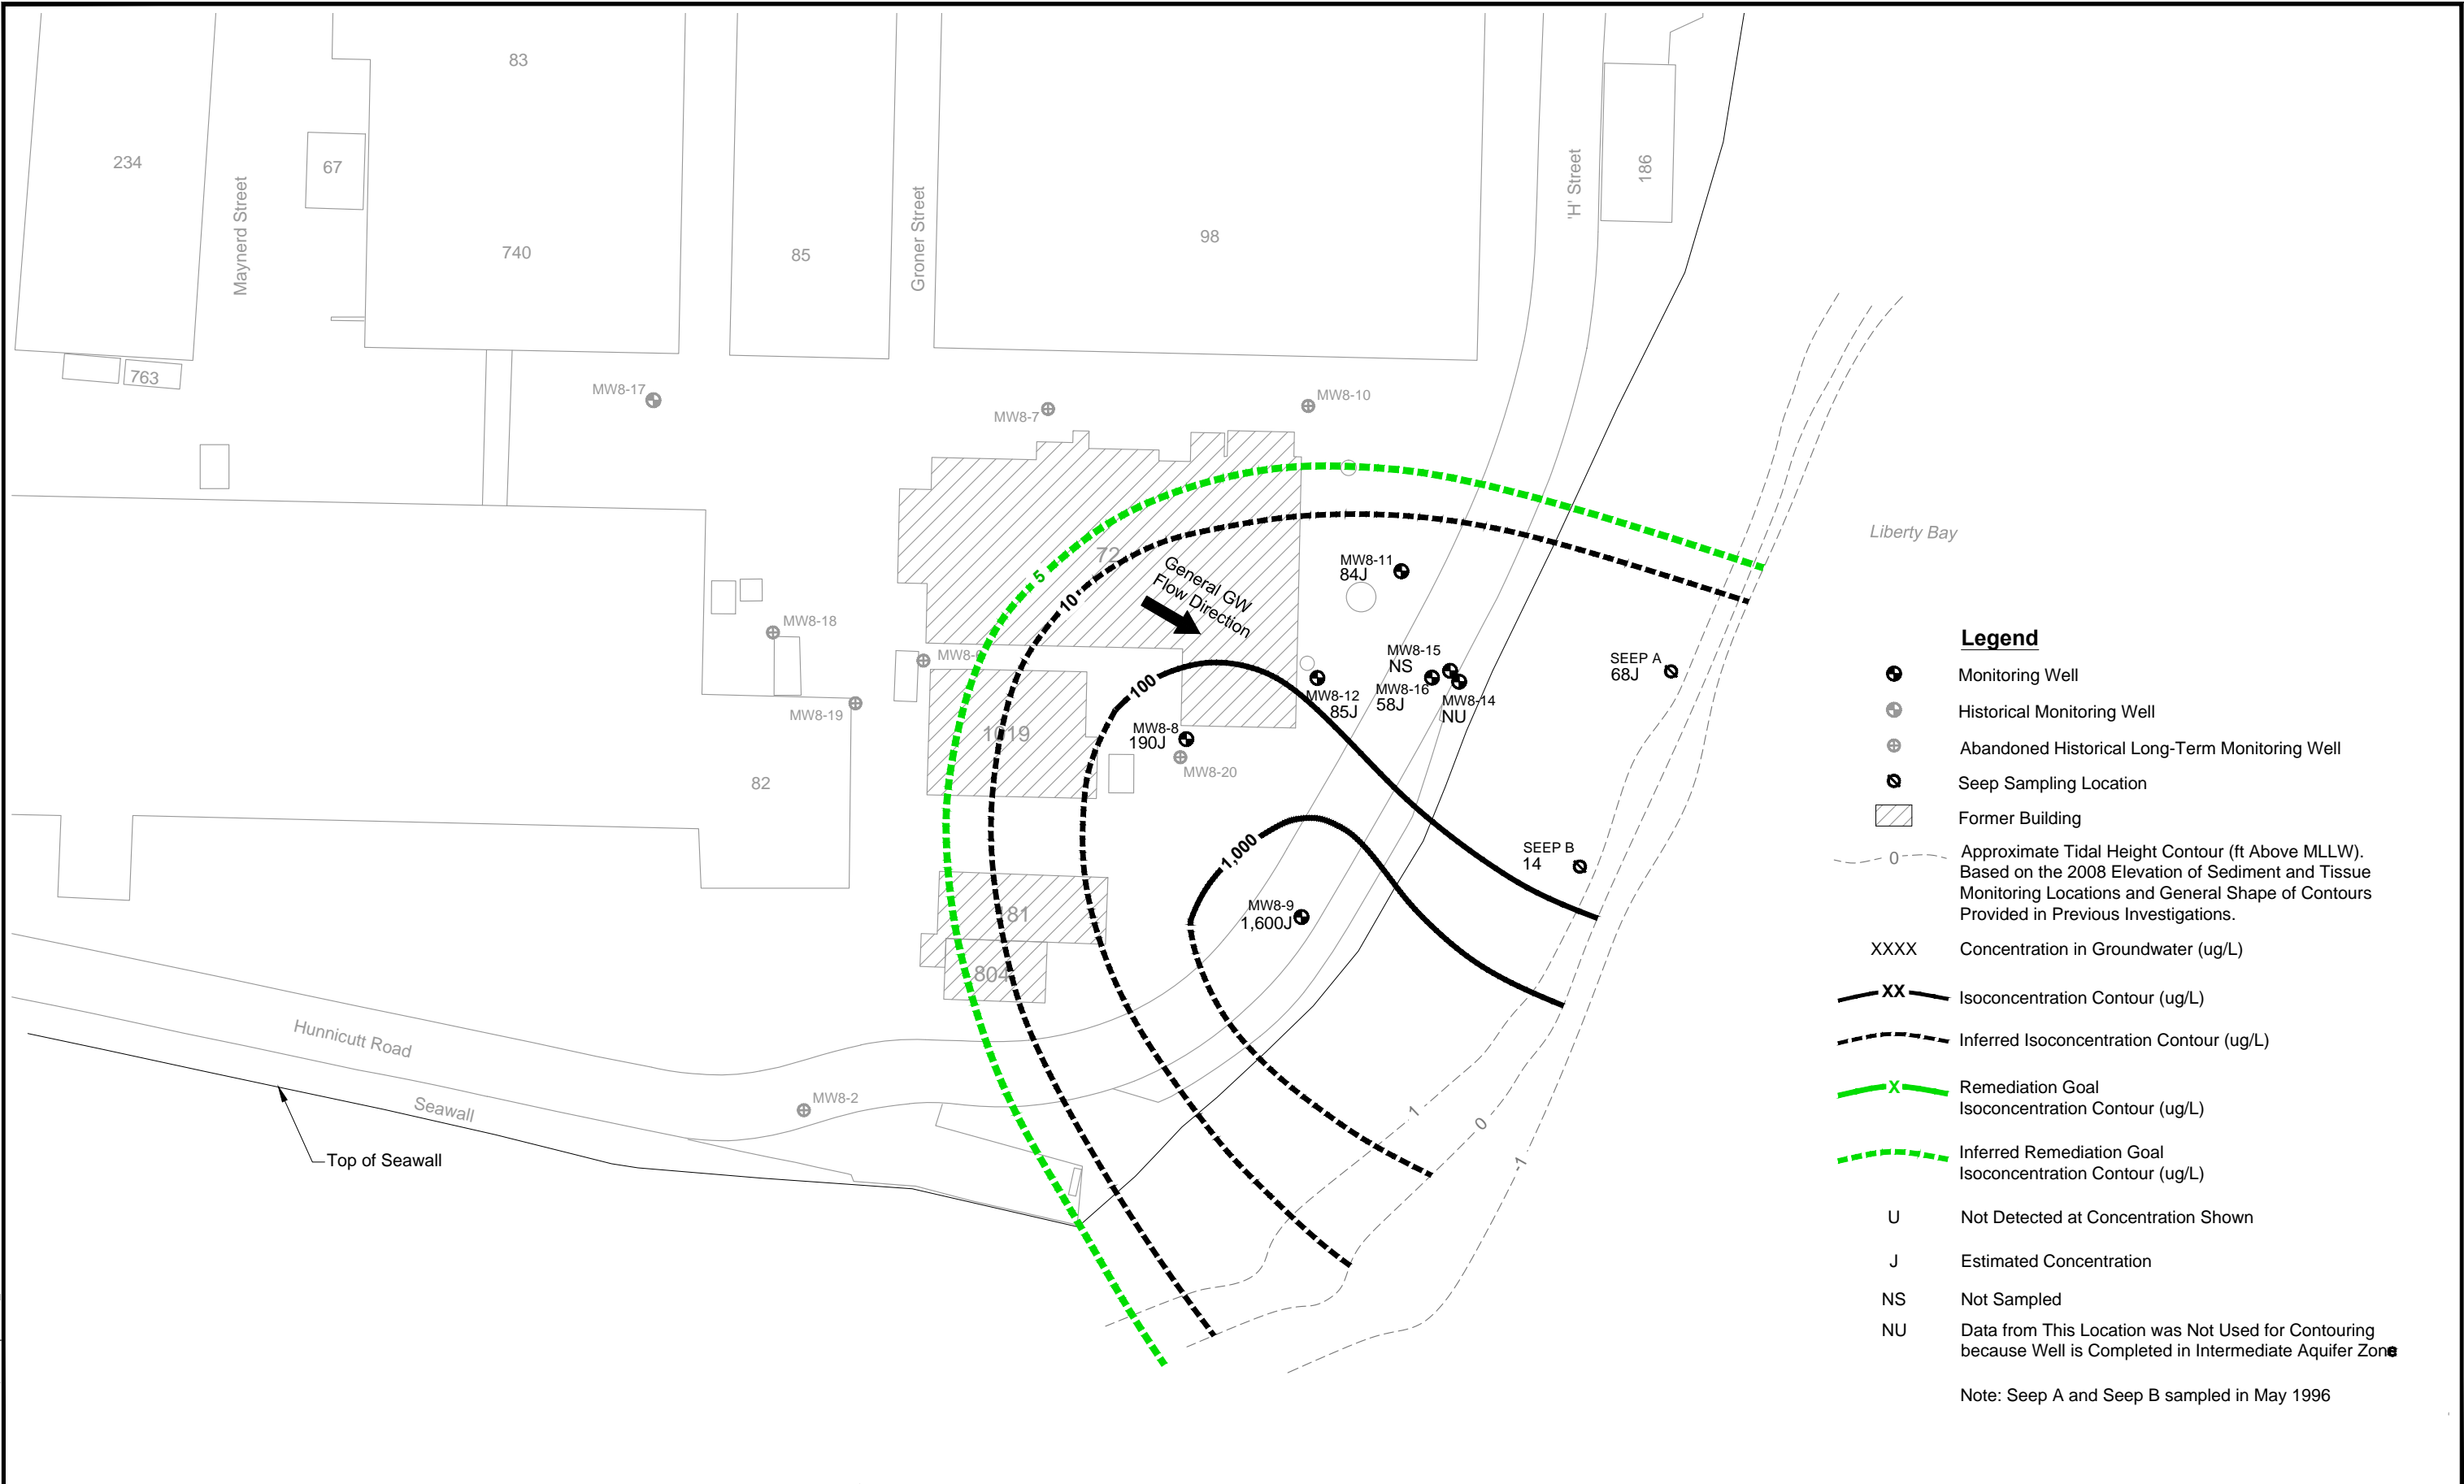 83
234
67
Maynerd Street
740
85
Groner Street
98
'H' Street
186
763
MW8-17
MW8-7
MW8-10
Liberty Bay
5
72
10
General GW
Flow Direction
MW8-11
84J
MW8-18
MW8-15
NS
SEEP A
68J
100
MW8-12
85J
MW8-16
58J
MW8-14
NU
MW8-19
1019
MW8-8
190J
MW8-20
82
1,000
SEEP B
14
81
MW8-9
1,600J
804
Hunnicutt Road
Seawall
MW8-2
Top of Seawall
1
0
-1
Legend
Monitoring Well
Historical Monitoring Well
Abandoned Historical Long-Term Monitoring Well
Seep Sampling Location
Former Building
0
Approximate Tidal Height Contour (ft Above MLLW).
Based on the 2008 Elevation of Sediment and Tissue
Monitoring Locations and General Shape of Contours
Provided in Previous Investigations.
XXXX Concentration in Groundwater (ug/L)
XX Isoconcentration Contour (ug/L)
Inferred Isoconcentration Contour (ug/L)
X Remediation Goal
Isoconcentration Contour (ug/L)
Inferred Remediation Goal
Isoconcentration Contour (ug/L)
U Not Detected at Concentration Shown
J Estimated Concentration
NS Not Sampled
NU Data from This Location was Not Used for Contouring
because Well is Completed in Intermediate Aquifer Zone
Note: Seep A and Seep B sampled in May 1996